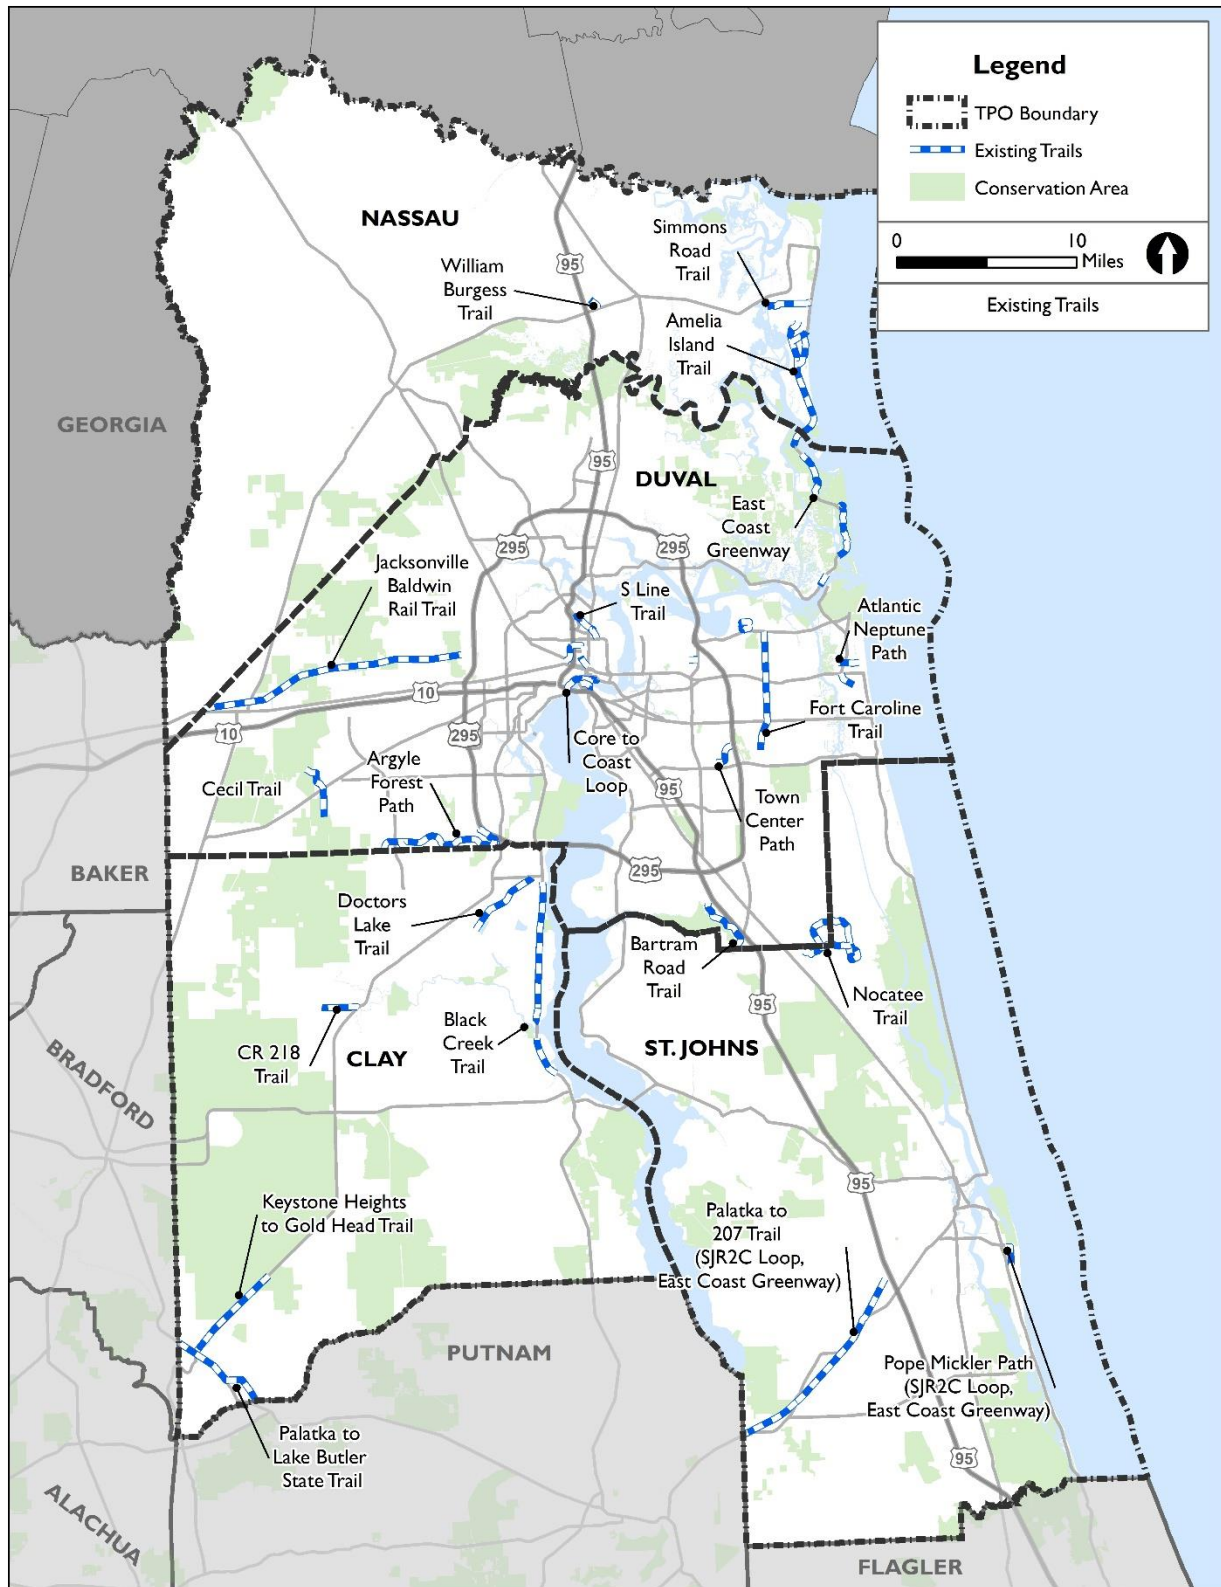 Legend
TPO Boundary
Existing Trails
Conservation Area
0
10
Miles
Existing Trails
NASSAU
95
William
Burgess
Trail
Simmons
Road
Trail
Amelia
Island
Trail
GEORGIA
95
DUVAL
East
Coast
Greenway
295
295
Jacksonville
Baldwin
Rail Trail
S Line
Trail
Atlantic
Neptune
Path
10
10
Fort Caroline
Trail
295
Core to
Coast
Loop
Argyle
Forest
Path
Cecil Trail
95
Town
Center
Path
BAKER
295
Doctors
Lake
Trail
Bartram
Road
Trail
Nocatee
Trail
95
CR 218
Trail
CLAY
Black
Creek
Trail
ST. JOHNS
BRADFORD
95
Keystone Heights
to Gold Head Trail
Palatka to
207 Trail
(SJR2C Loop,
East Coast Greenway)
PUTNAM
Pope Mickler Path
(SJR2C Loop,
East Coast Greenway)
Palatka to
Lake Butler
State Trail
95
ALACHUA
FLAGLER